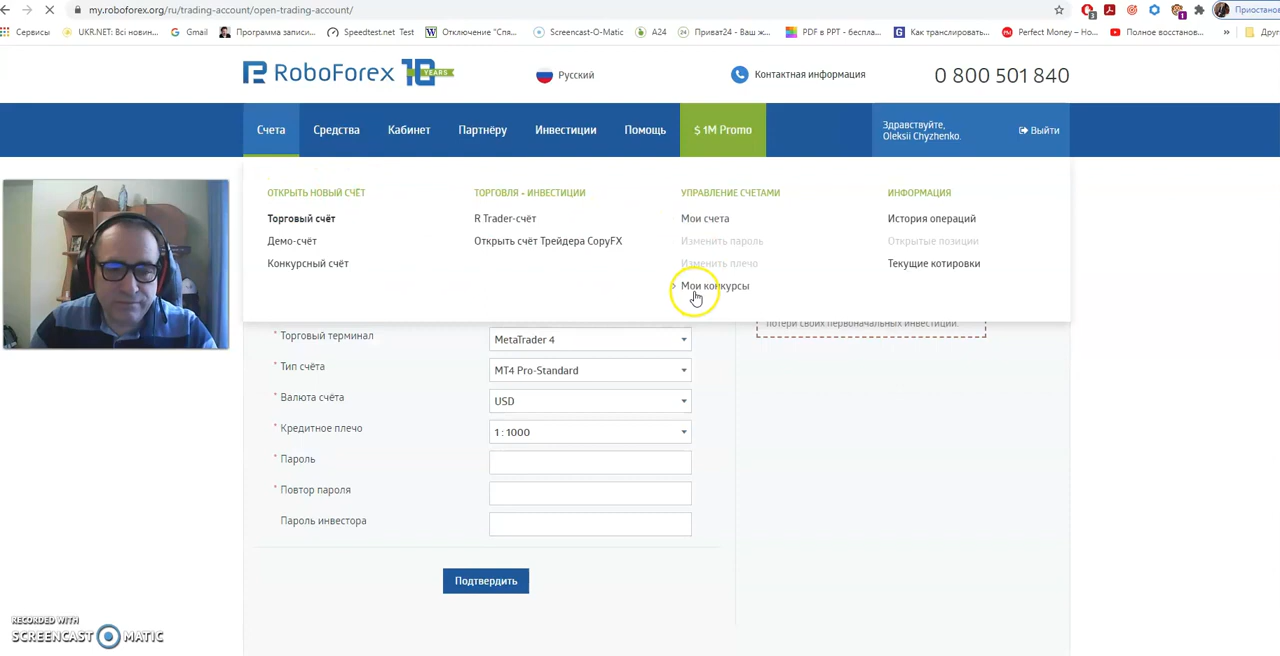 my.roboforex.org/ru/trading-account/open-trading-account/
Приостанов
Сервисы UKR.NET: Всі новин... Gmail Программа записи... Speedtest.net Test Отключение "Спя... Screencast-O-Matic A24 Приват24 - Ваш ж... PDF в PPT - беспла... Как транслировать... Perfect Money – Но... Полное восстанов... » Друг
3 1
RoboForex 10 YEARS Русский Контактная информация 0 800 501 840
Счета Средства Кабинет Партнёру Инвестиции Помощь $ 1M Promo Здравствуйте, Выйти
Oleksii Chyzhenko.
ОТКРЫТЬ НОВЫЙ СЧЁТ
Торговый счёт
Демо-счёт
Конкурсный счёт
ТОРГОВЛЯ - ИНВЕСТИЦИИ
R Trader-счёт
Открыть счёт Трейдера CopyFX
УПРАВЛЕНИЕ СЧЕТАМИ
Мои счета
Изменить пароль
Изменить плечо
› Мои конкурсы
ИНФОРМАЦИЯ
История операций
Открытые позиции
Текущие котировки
потери своих первоначальных инвестиций.
* Торговый терминал MetaTrader 4
* Тип счёта MT4 Pro-Standard
* Валюта счёта USD
* Кредитное плечо 1 : 1000
* Пароль
* Повтор пароля
Пароль инвестора
Подтвердить
RECORDED WITH
SCREENCAST MATIC